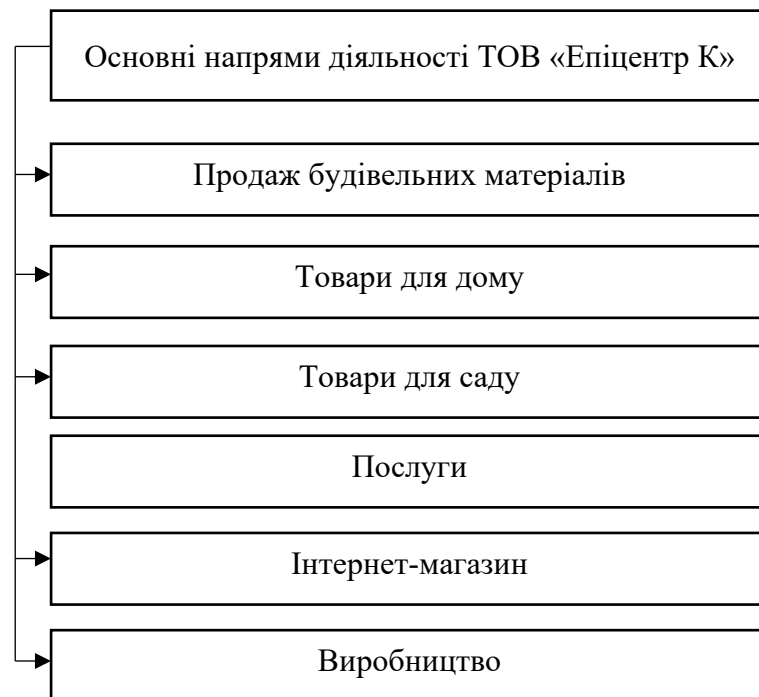 Основні напрями діяльності ТОВ «Епіцентр К»
Продаж будівельних матеріалів
Товари для дому
Товари для саду
Послуги
Інтернет-магазин
Виробництво